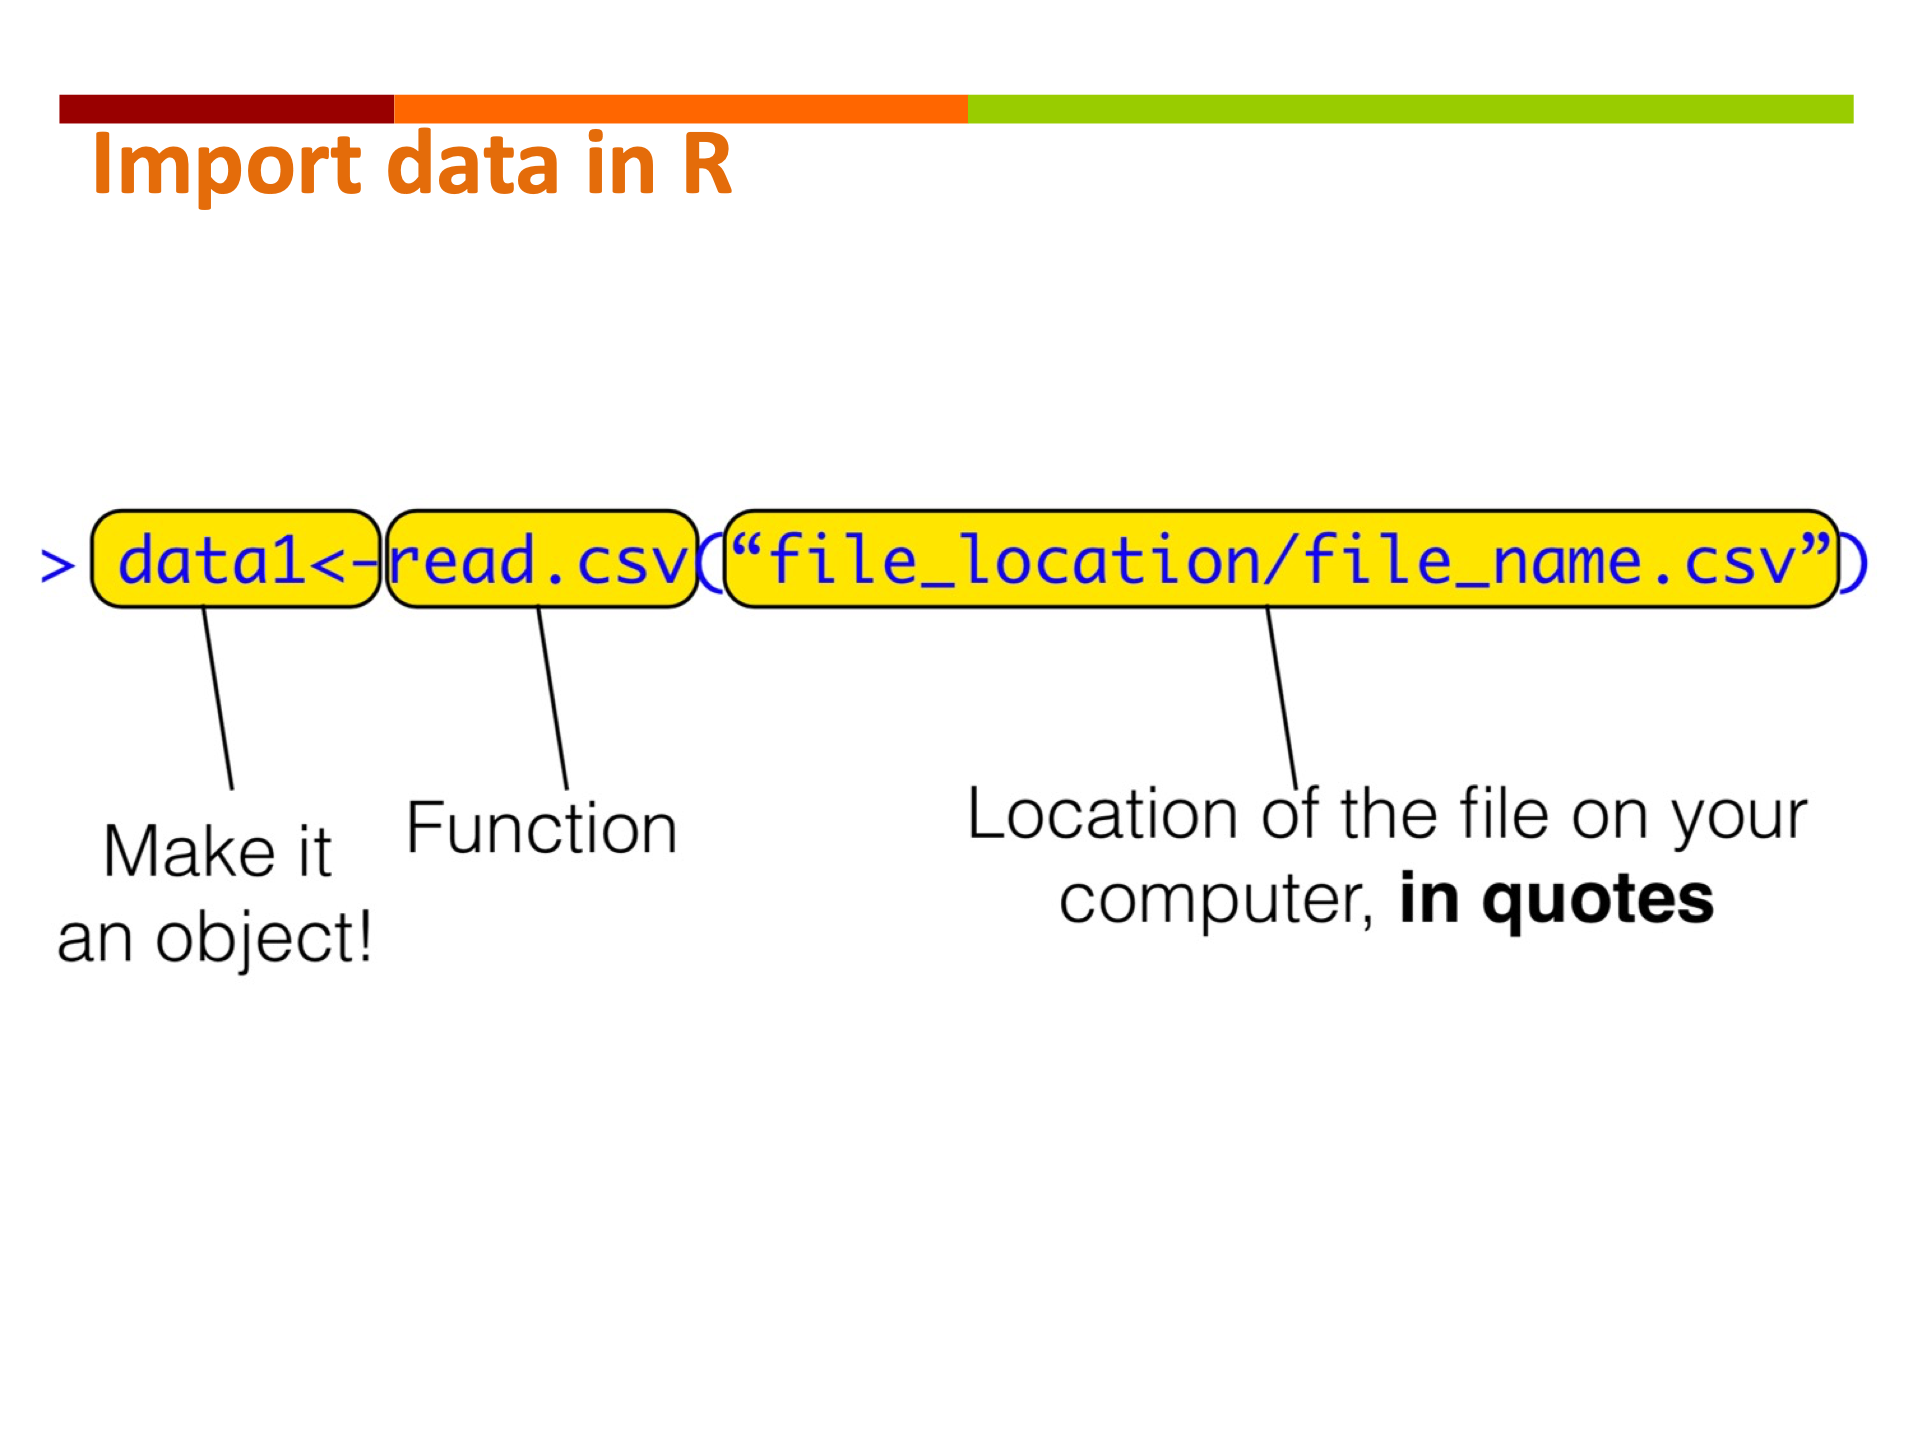 Import data in R
> data1<-read.csv(“file_location/file_name.csv”)
Make it
an object!
Function
Location of the file on your
computer, in quotes